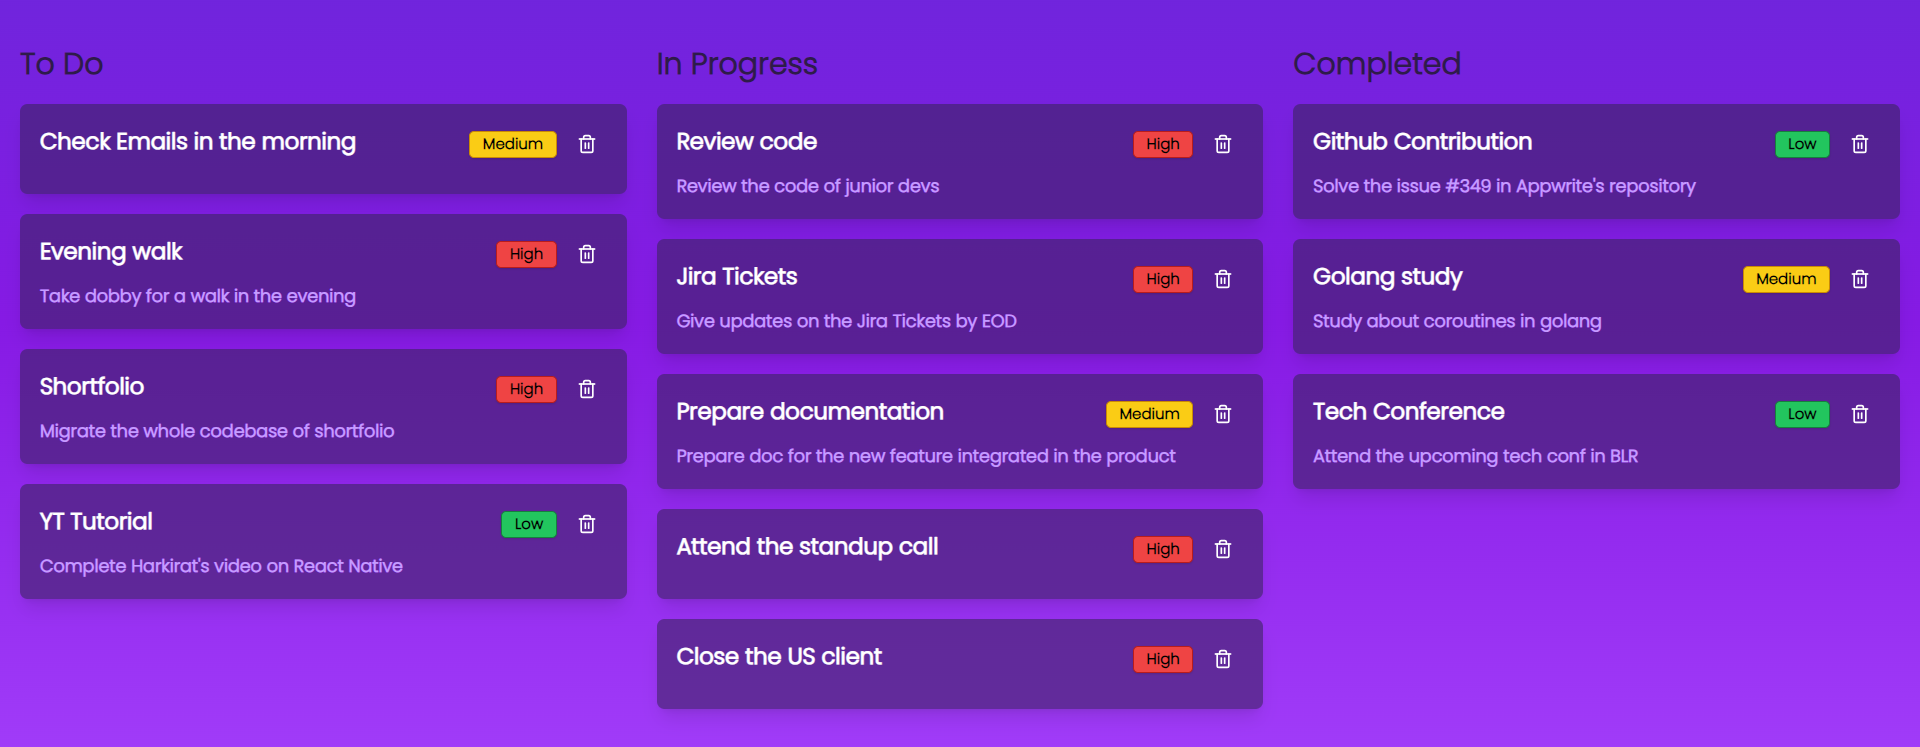 To Do
Check Emails in the morning
Medium
Evening walk
High
Take dobby for a walk in the evening
Shortfolio
High
Migrate the whole codebase of shortfolio
YT Tutorial
Low
Complete Harkirat's video on React Native
In Progress
Review code
High
Review the code of junior devs
Jira Tickets
High
Give updates on the Jira Tickets by EOD
Prepare documentation
Medium
Prepare doc for the new feature integrated in the product
Attend the standup call
High
Close the US client
High
Completed
Github Contribution
Low
Solve the issue #349 in Appwrite's repository
Golang study
Medium
Study about coroutines in golang
Tech Conference
Low
Attend the upcoming tech conf in BLR